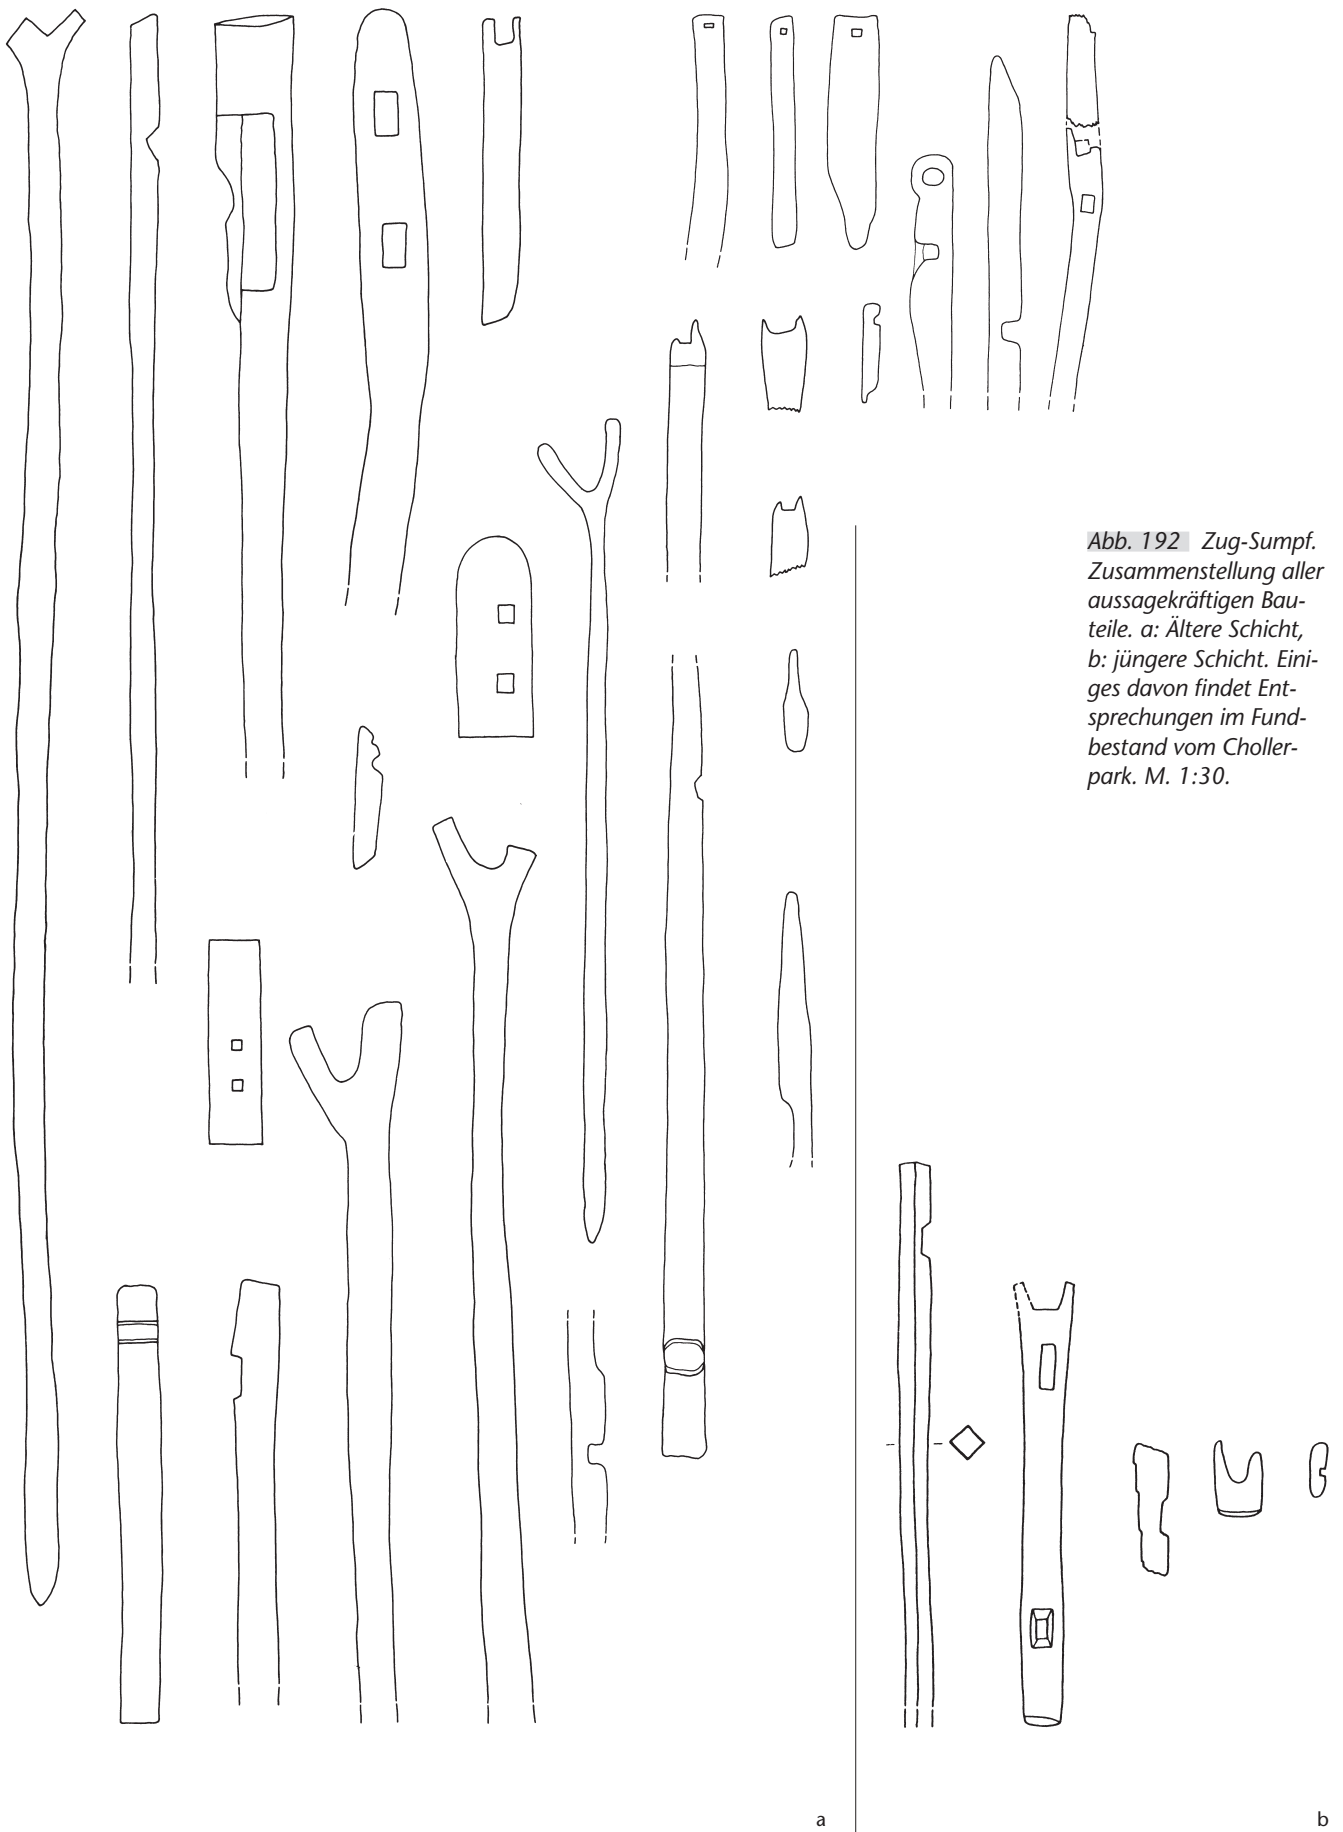 Abb. 192 Zug-Sumpf.
Zusammenstellung aller
aussagekräftigen Bau-
teile. a: Ältere Schicht,
b: jüngere Schicht. Eini-
ges davon findet Ent-
sprechungen im Fund-
bestand vom Choller-
park. M. 1:30.
a
b